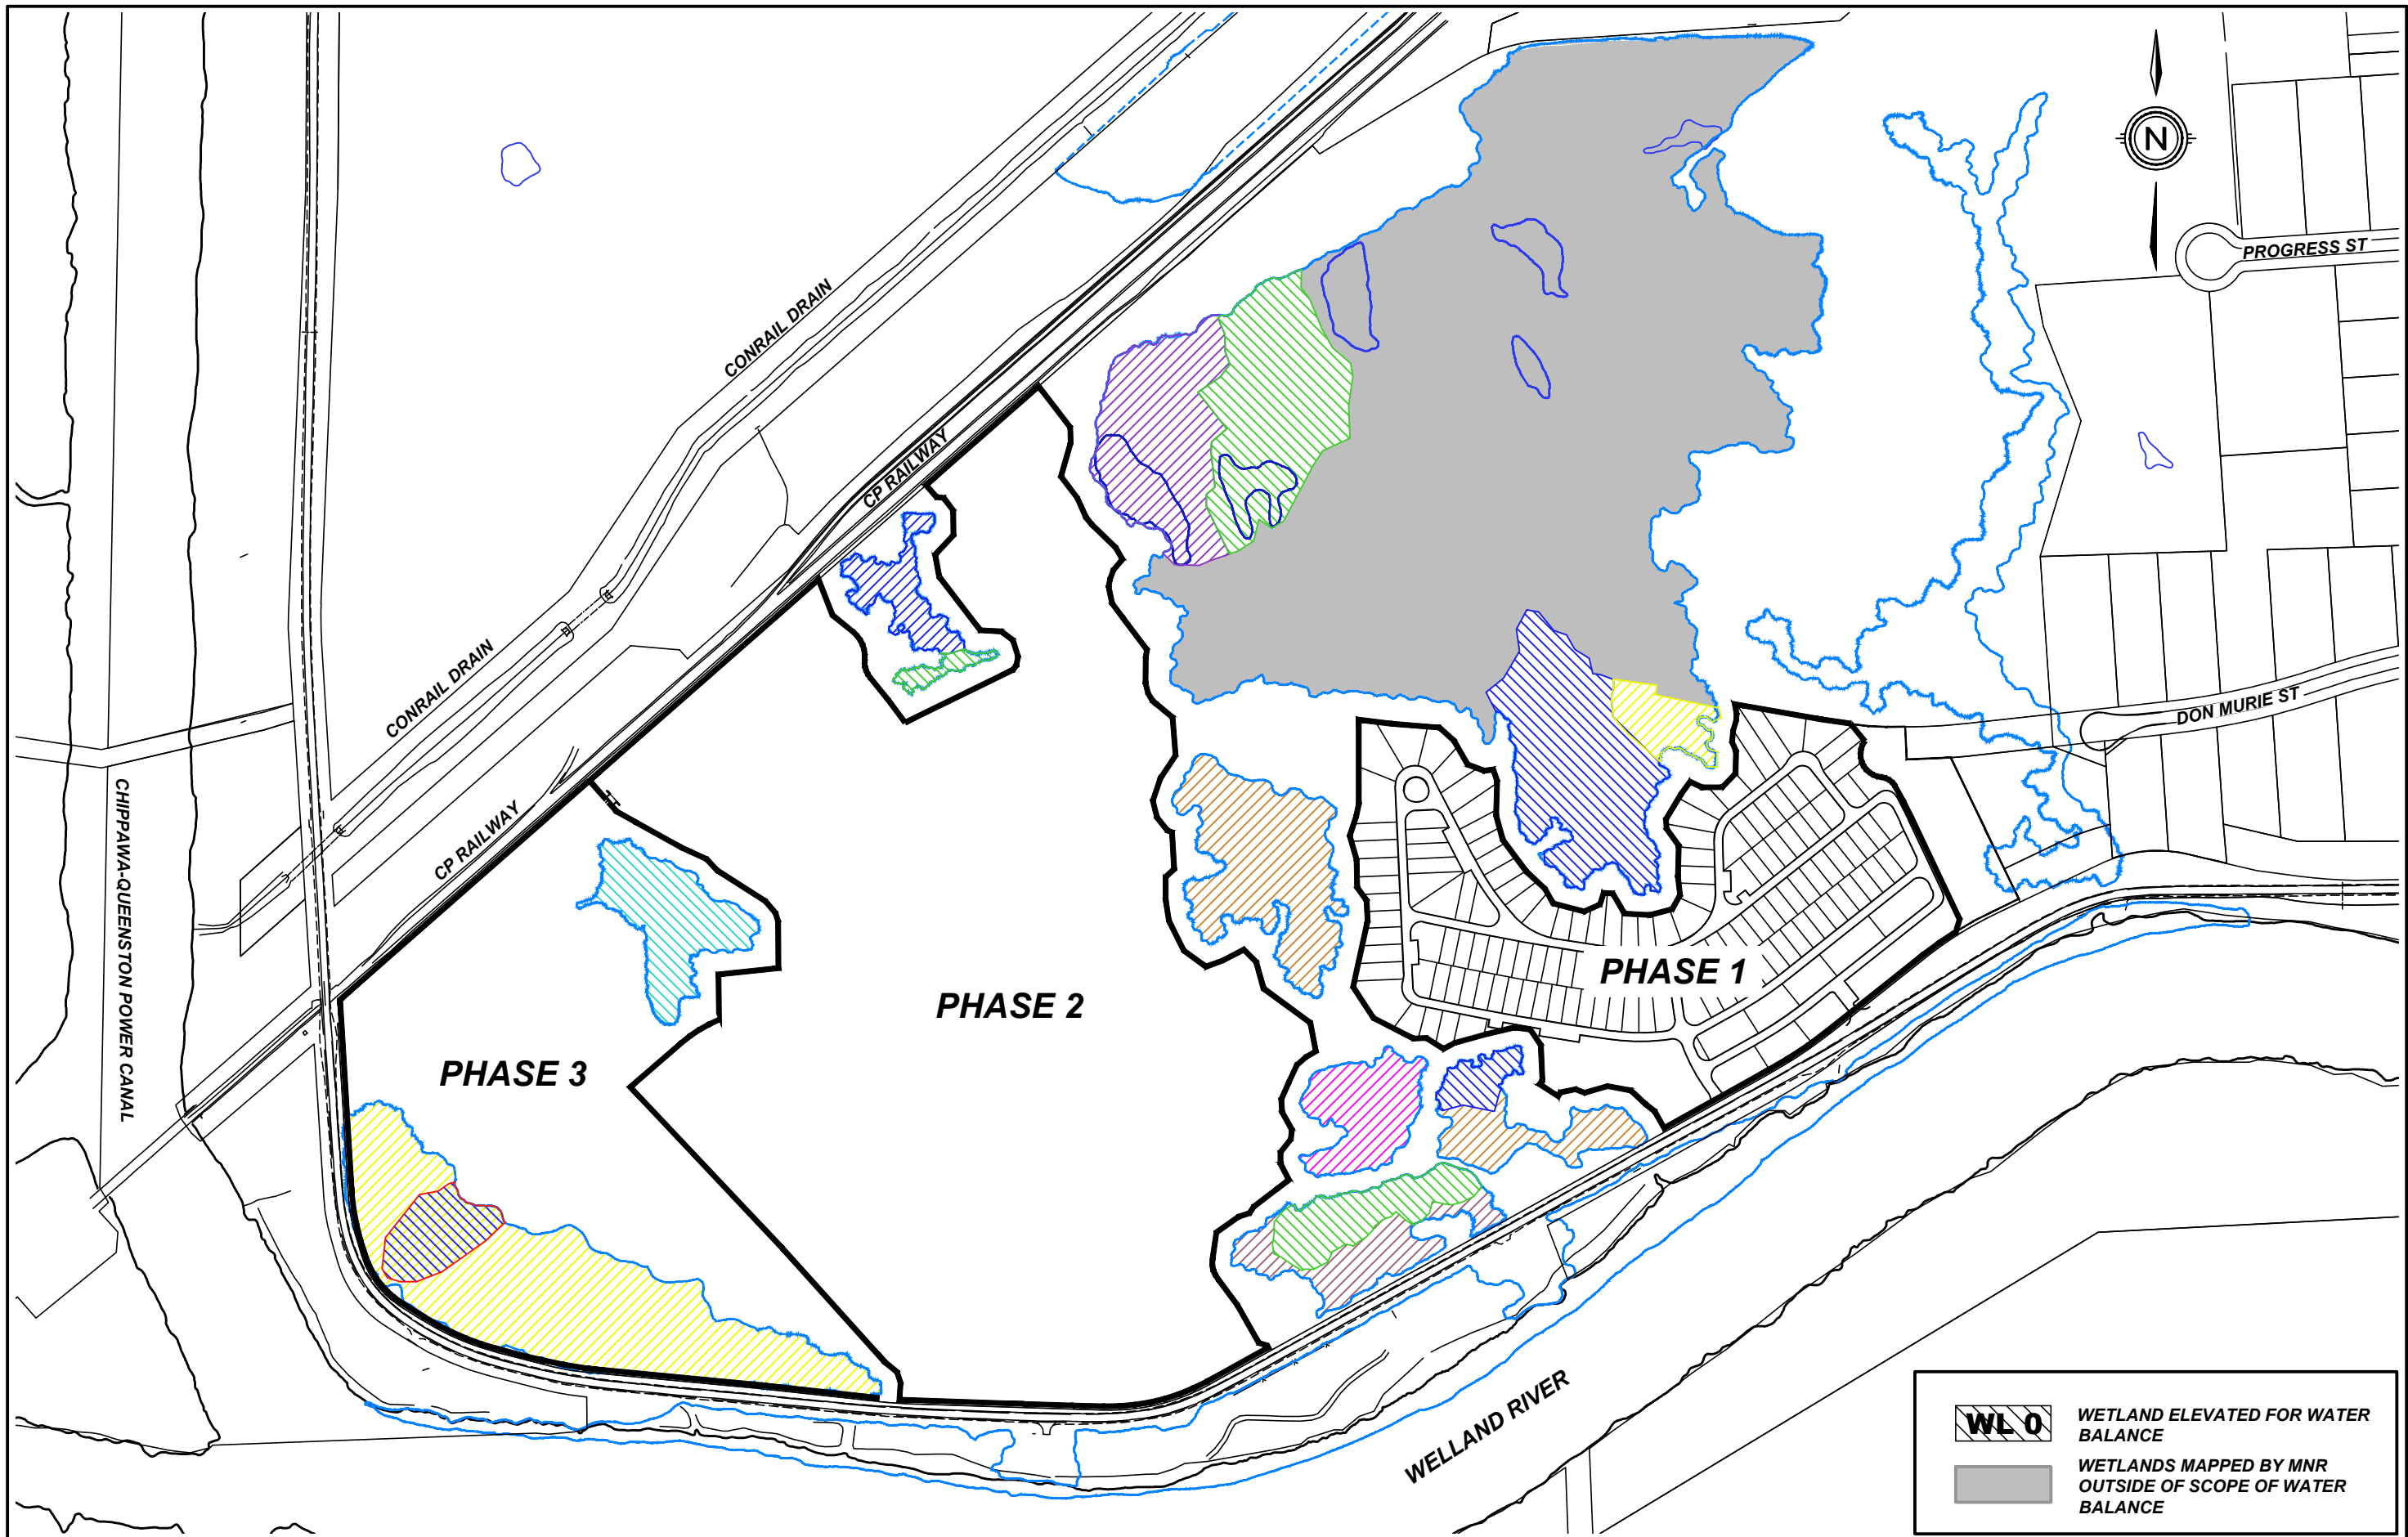 N
PROGRESS ST
CONRAIL DRAIN
CP RAILWAY
CONRAIL DRAIN
DON MURIE ST
CHIPPAWA-QUEENSTON POWER CANAL
CP RAILWAY
PHASE 1
PHASE 2
PHASE 3
WELLAND RIVER
WL 0
WETLAND ELEVATED FOR WATER
BALANCE
WETLANDS MAPPED BY MNR
OUTSIDE OF SCOPE OF WATER
BALANCE